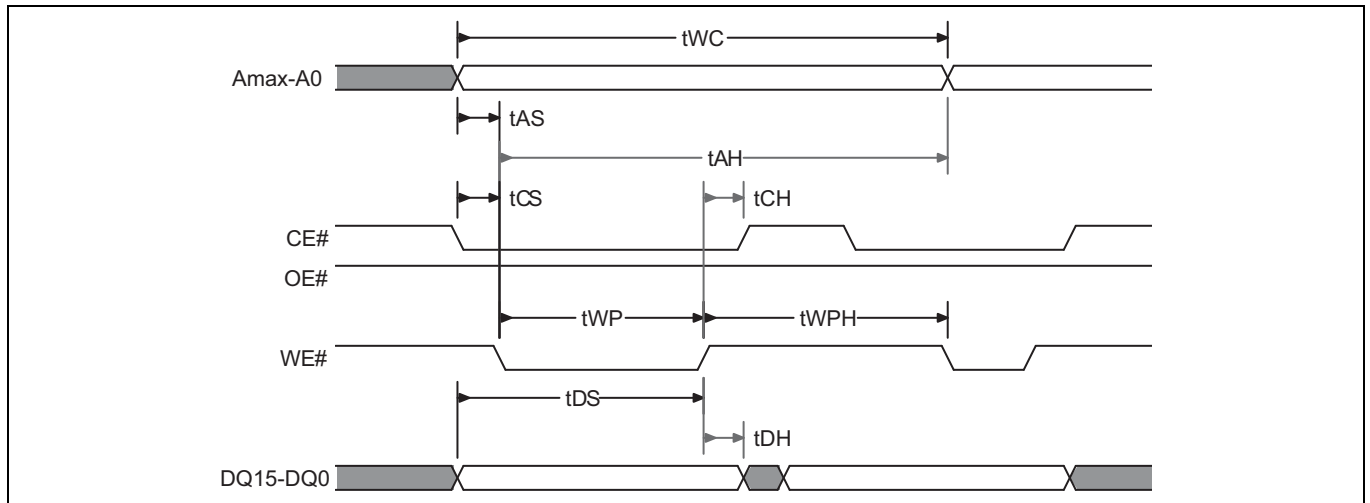 tWC
Amax-A0
tAS
tAH
tCS
tCH
CE#
OE#
tWP
tWPH
WE#
tDS
tDH
DQ15-DQ0